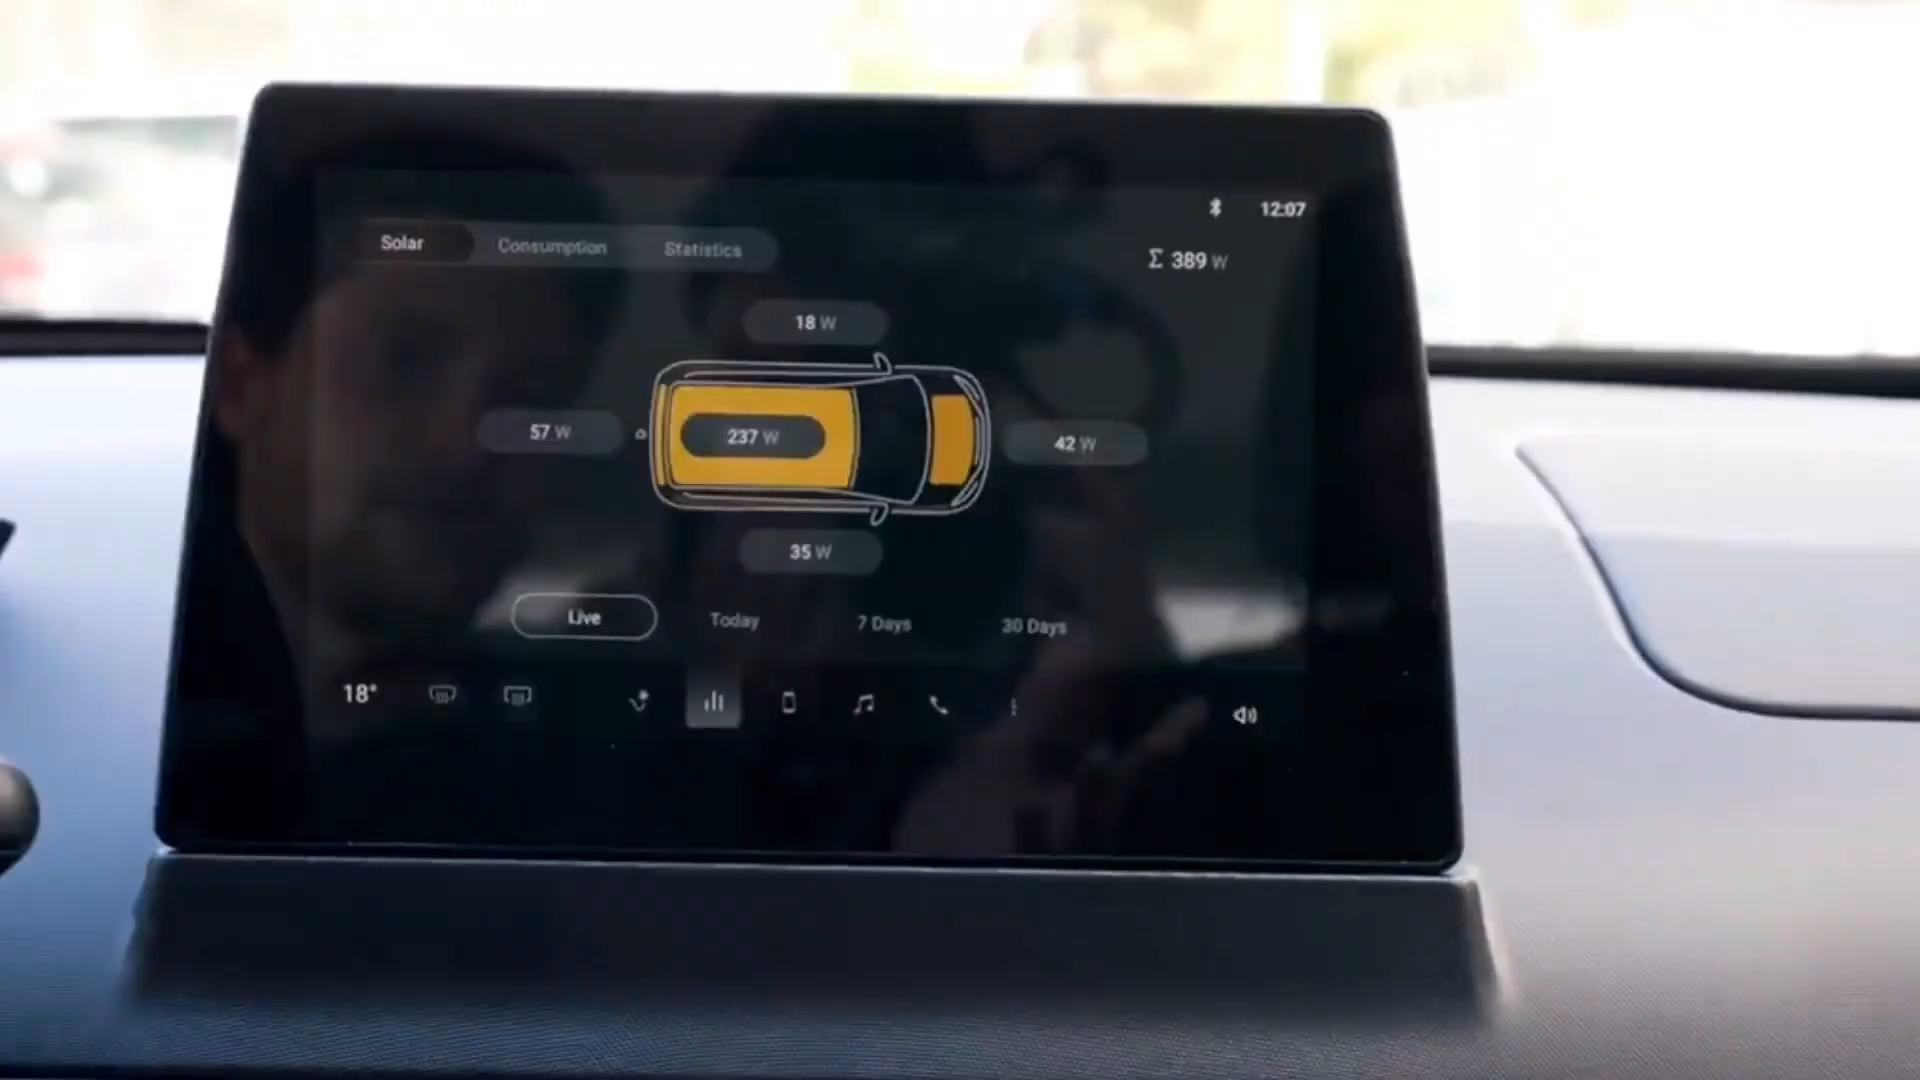 12:07
Solar Consumption Statistics
Σ 389 W
18 W
57 W
237 W
42 W
35 W
Live Today 7 Days 30 Days
18°